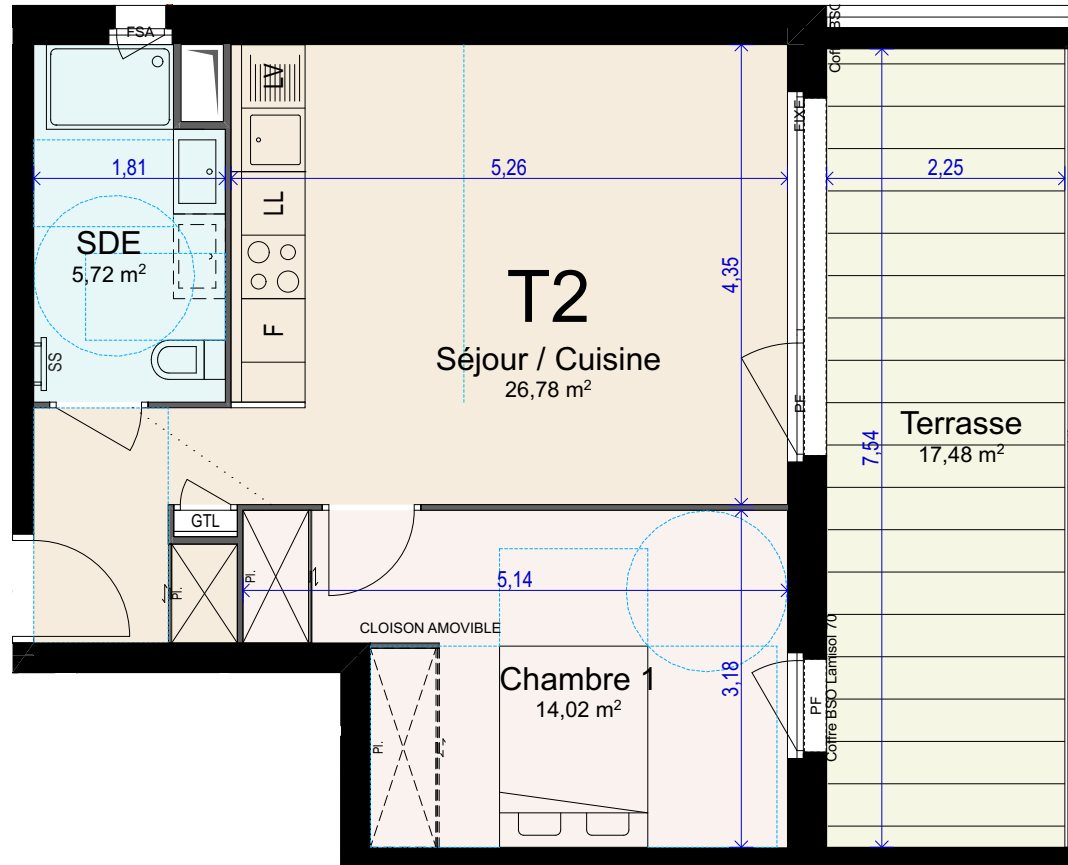 FSA
Coffre BSO
LV
FIXE
1,81
5,26
2,25
LL
SDE
5,72 m²
T2
4,35
F
Séjour / Cuisine
26,78 m²
SS
PF
Terrasse
17,48 m²
7,54
GTL
Pl.
Pl.
5,14
CLOISON AMOVIBLE
Chambre 1
14,02 m²
3,18
PF
Coffre BSO Lamisol 70
Pl.